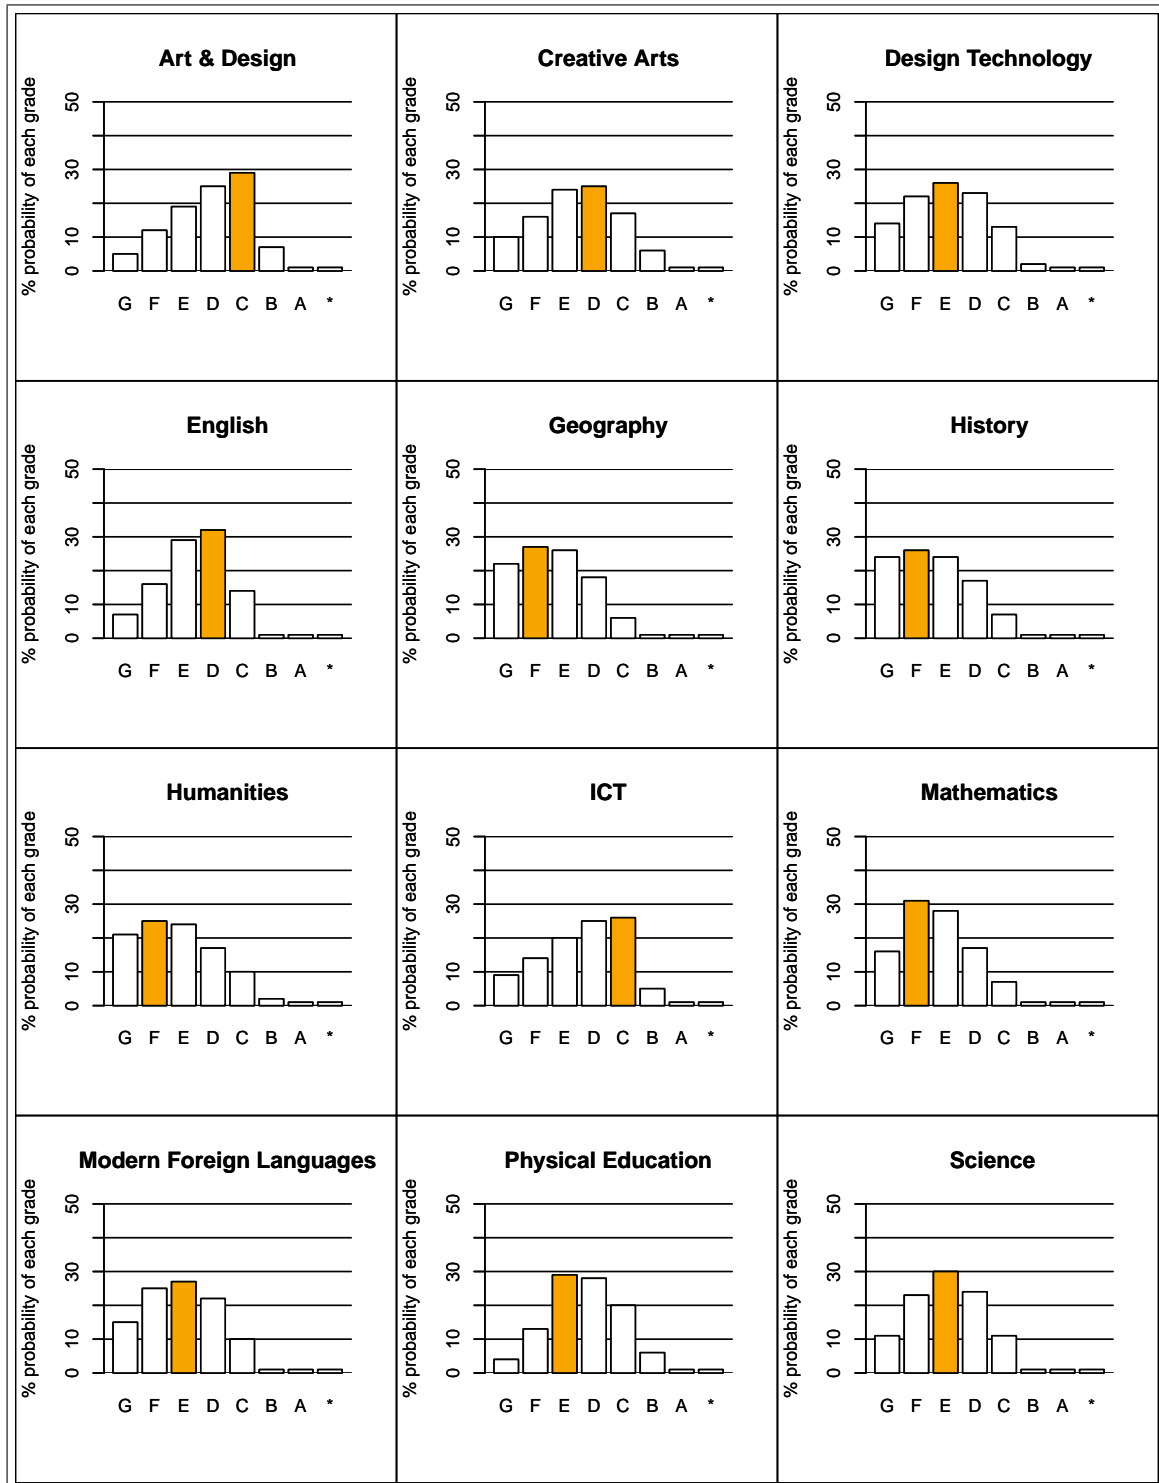 Art & Design
% probability of each grade
50
30
10
0
G F E D C B A *
Creative Arts
% probability of each grade
50
30
10
0
G F E D C B A *
Design Technology
% probability of each grade
50
30
10
0
G F E D C B A *
English
% probability of each grade
50
30
10
0
G F E D C B A *
Geography
% probability of each grade
50
30
10
0
G F E D C B A *
History
% probability of each grade
50
30
10
0
G F E D C B A *
Humanities
% probability of each grade
50
30
10
0
G F E D C B A *
ICT
% probability of each grade
50
30
10
0
G F E D C B A *
Mathematics
% probability of each grade
50
30
10
0
G F E D C B A *
Modern Foreign Languages
% probability of each grade
50
30
10
0
G F E D C B A *
Physical Education
% probability of each grade
50
30
10
0
G F E D C B A *
Science
% probability of each grade
50
30
10
0
G F E D C B A *